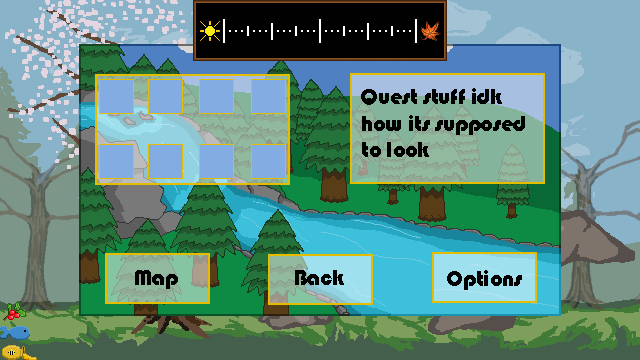 Quest stuff idk
how its supposed
to look
Map
Back
Options